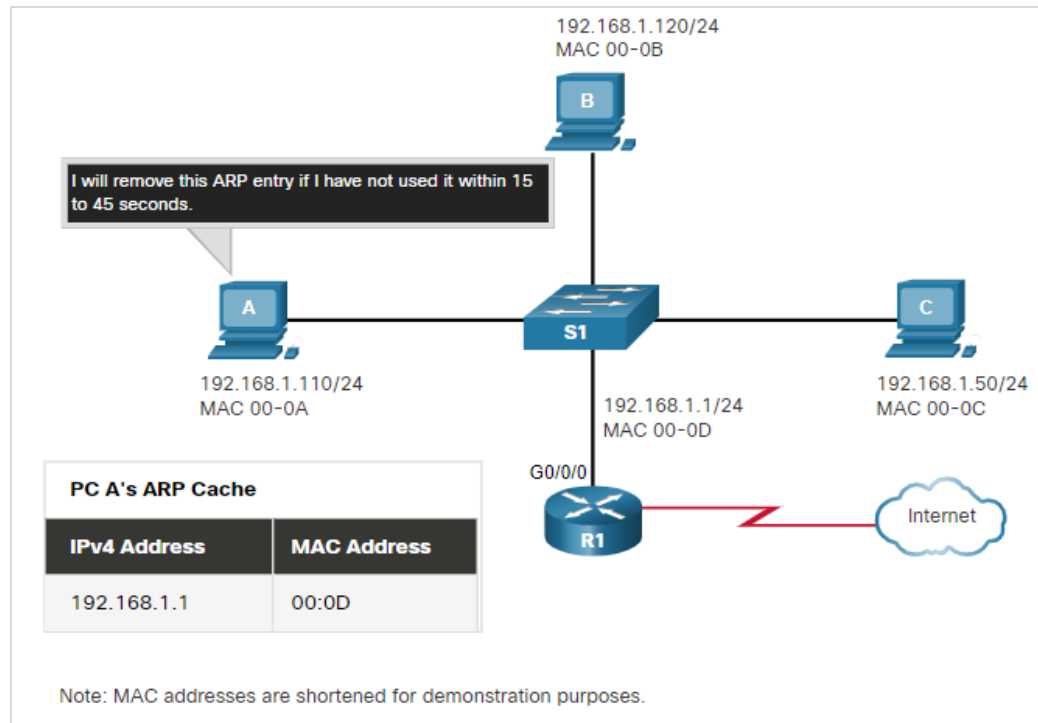 192.168.1.120/24
MAC 00-0B
B
I will remove this ARP entry if I have not used it within 15
to 45 seconds.
A
S1
C
192.168.1.110/24
MAC 00-0A
192.168.1.1/24
MAC 00-0D
192.168.1.50/24
MAC 00-0C
G0/0/0
R1
Internet
PC A's ARP Cache
IPv4 Address MAC Address
192.168.1.1 00:0D
Note: MAC addresses are shortened for demonstration purposes.